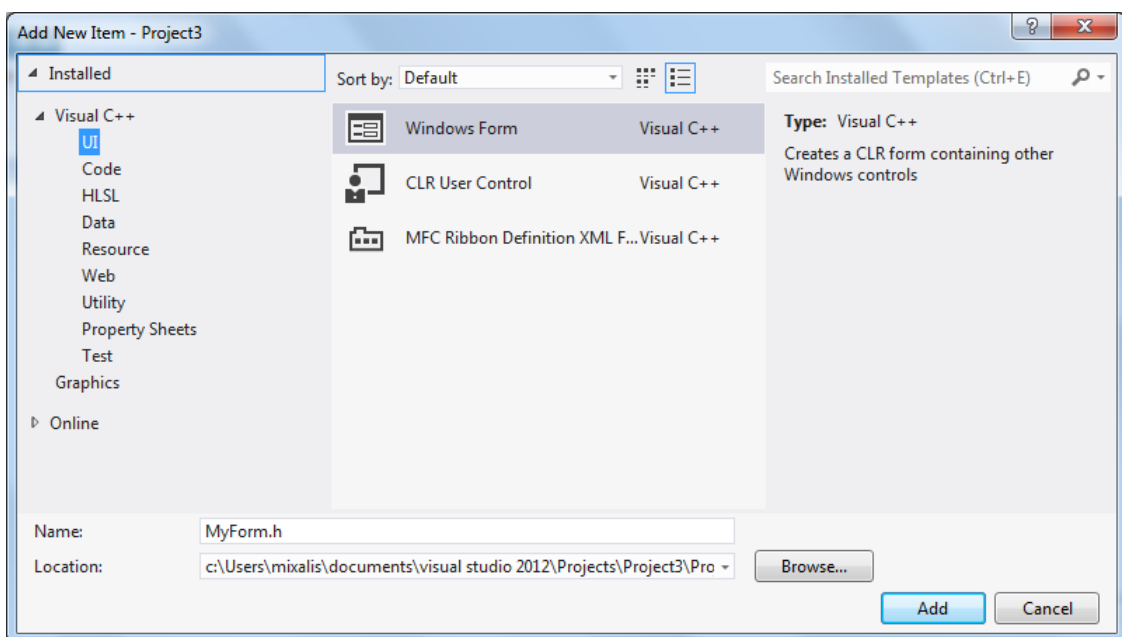 Add New Item - Project3
Installed
Sort by: Default
Search Installed Templates (Ctrl+E)
Visual C++
UI
Code
HLSL
Data
Resource
Web
Utility
Property Sheets
Test
Graphics
Online
Windows Form Visual C++
CLR User Control Visual C++
MFC Ribbon Definition XML F... Visual C++
Type: Visual C++
Creates a CLR form containing other
Windows controls
Name: MyForm.h
Location: c:\Users\mixalis\documents\visual studio 2012\Projects\Project3\Pro
Browse...
Add Cancel